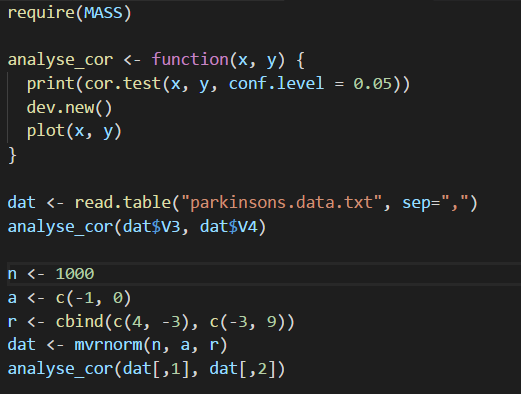 require(MASS)
analyse_cor <- function(x, y) {
  print(cor.test(x, y, conf.level = 0.05))
  dev.new()
  plot(x, y)
}
dat <- read.table("parkinsons.data.txt", sep=",")
analyse_cor(dat$V3, dat$V4)
n <- 1000
a <- c(-1, 0)
r <- cbind(c(4, -3), c(-3, 9))
dat <- mvrnorm(n, a, r)
analyse_cor(dat[,1], dat[,2])